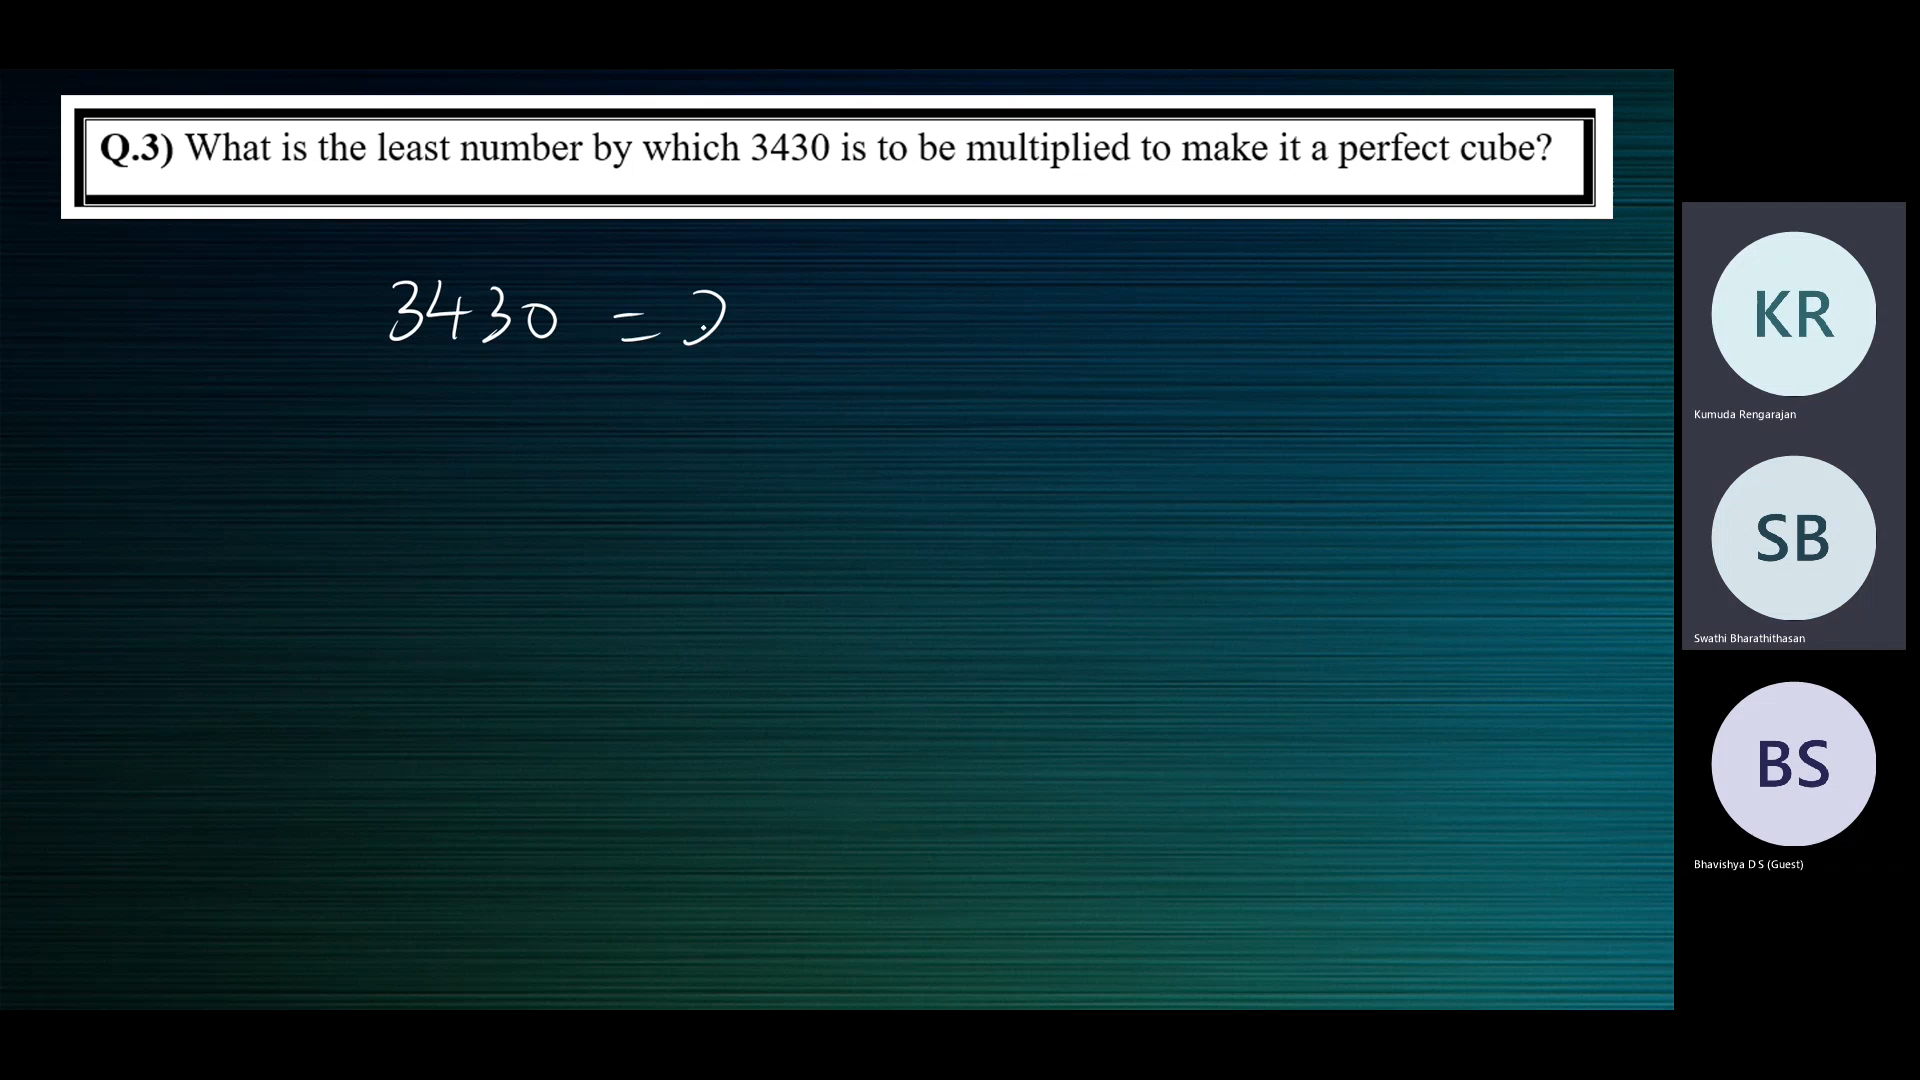 Q.3) What is the least number by which 3430 is to be multiplied to make it a perfect cube?
3430 =
KR
Kumuda Rengarajan
SB
Swathi Bharathithasan
BS
Bhavishya D S (Guest)